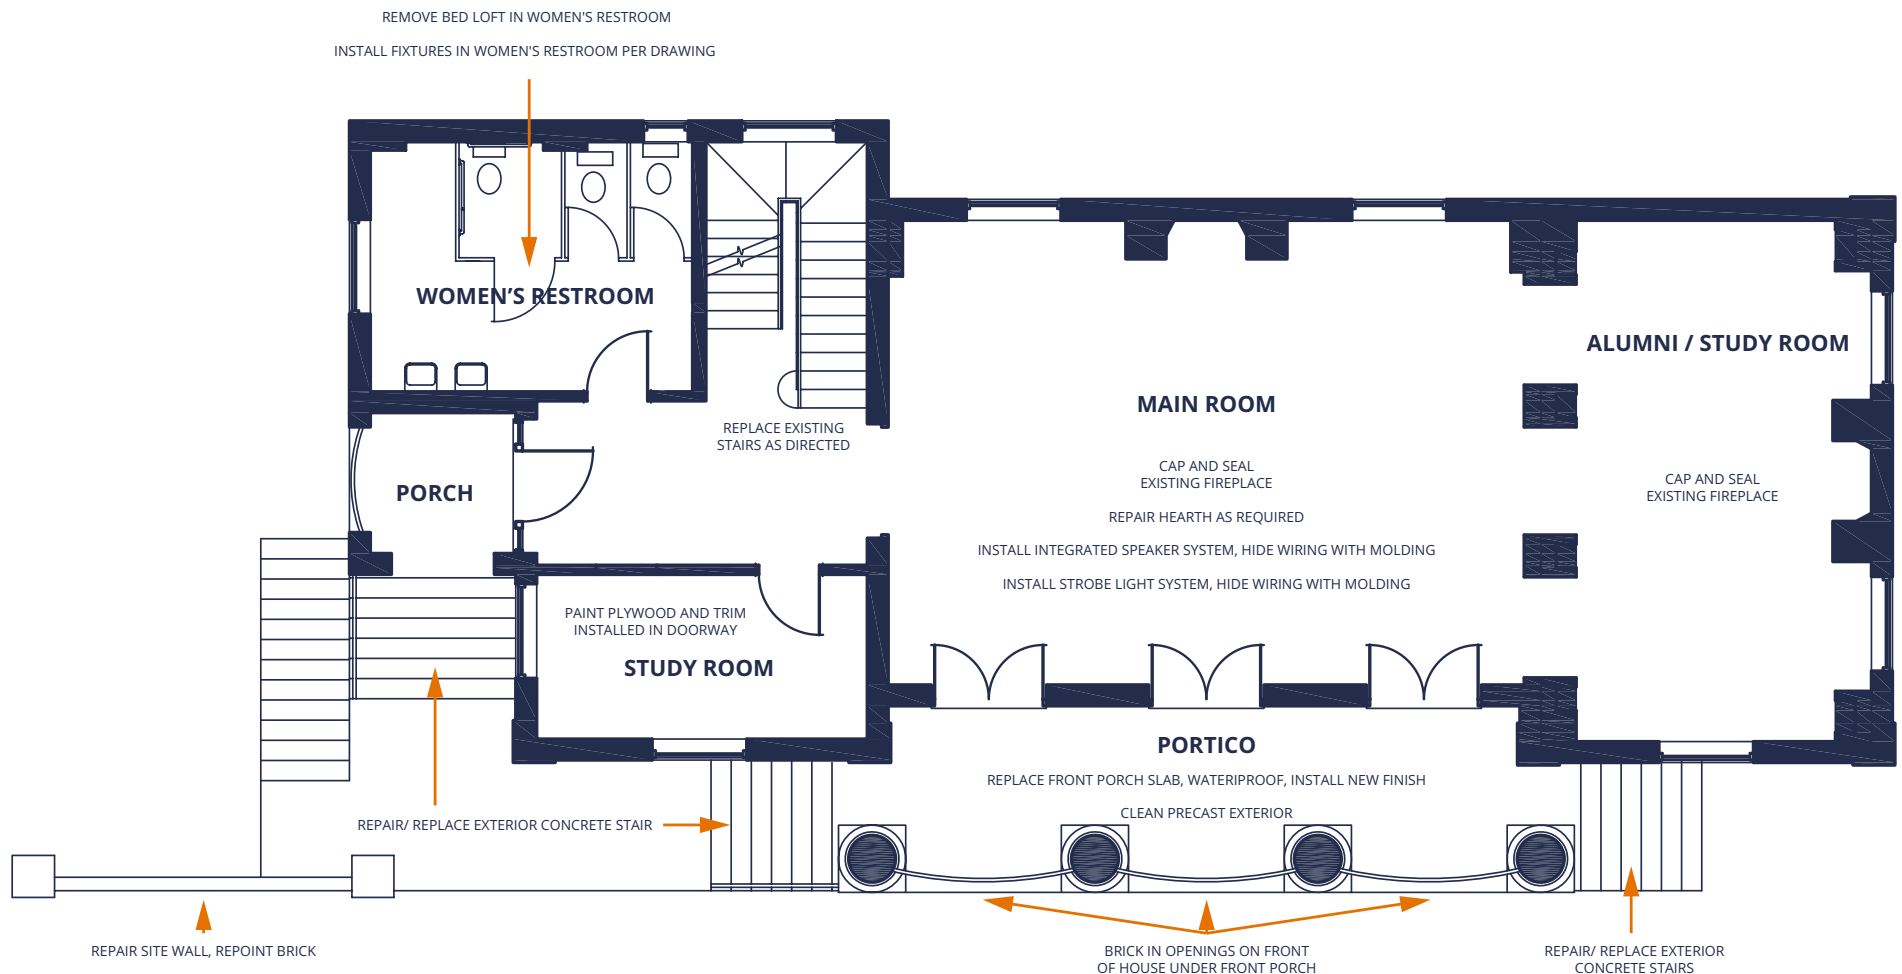 REMOVE BED LOFT IN WOMEN'S RESTROOM
INSTALL FIXTURES IN WOMEN'S RESTROOM PER DRAWING
WOMEN’S RESTROOM
ALUMNI / STUDY ROOM
MAIN ROOM
REPLACE EXISTING
STAIRS AS DIRECTED
CAP AND SEAL
EXISTING FIREPLACE
CAP AND SEAL
EXISTING FIREPLACE
PORCH
REPAIR HEARTH AS REQUIRED
INSTALL INTEGRATED SPEAKER SYSTEM, HIDE WIRING WITH MOLDING
INSTALL STROBE LIGHT SYSTEM, HIDE WIRING WITH MOLDING
PAINT PLYWOOD AND TRIM
INSTALLED IN DOORWAY
STUDY ROOM
PORTICO
REPLACE FRONT PORCH SLAB, WATERIPROOF, INSTALL NEW FINISH
CLEAN PRECAST EXTERIOR
REPAIR/ REPLACE EXTERIOR CONCRETE STAIR
REPAIR SITE WALL, REPOINT BRICK
BRICK IN OPENINGS ON FRONT
OF HOUSE UNDER FRONT PORCH
REPAIR/ REPLACE EXTERIOR
CONCRETE STAIRS